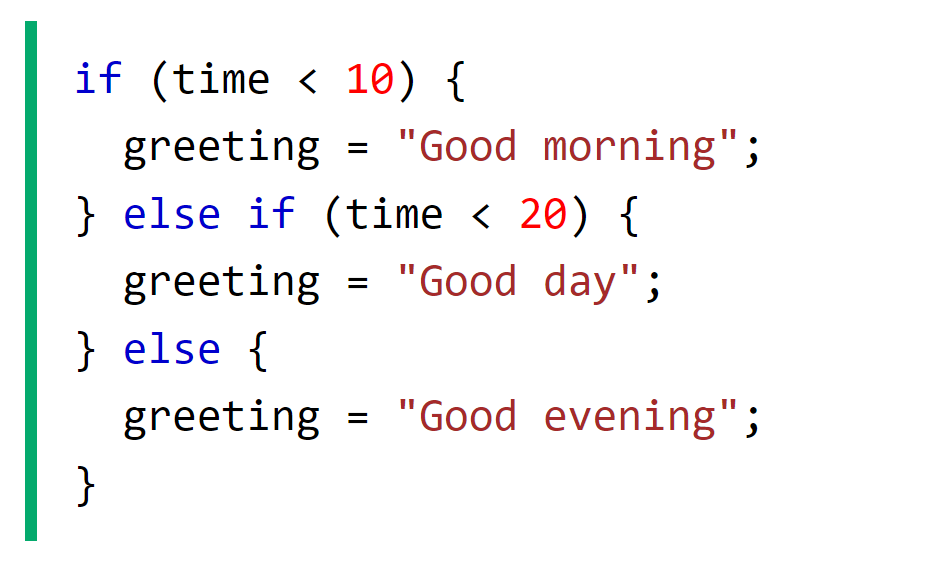 if (time < 10) {
  greeting = "Good morning";
} else if (time < 20) {
  greeting = "Good day";
} else {
  greeting = "Good evening";
}